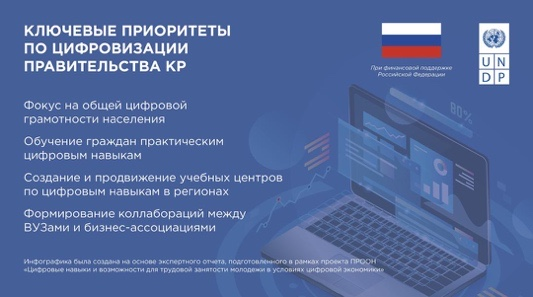 КЛЮЧЕВЫЕ ПРИОРИТЕТЫ
ПО ЦИФРОВИЗАЦИИ
ПРАВИТЕЛЬСТВА КР
При финансовой поддержке
Российской Федерации
U N
D P
Фокус на общей цифровой
грамотности населения
Обучение граждан практическим
цифровым навыкам
Создание и продвижение учебных центров
по цифровым навыкам в регионах
Формирование коллабораций между
ВУЗами и бизнес-ассоциациями
80%
Инфографика была создана на основе экспертного отчета, подготовленного в рамках проекта ПРООН
«Цифровые навыки и возможности для трудовой занятости молодежи в условиях цифровой экономики»